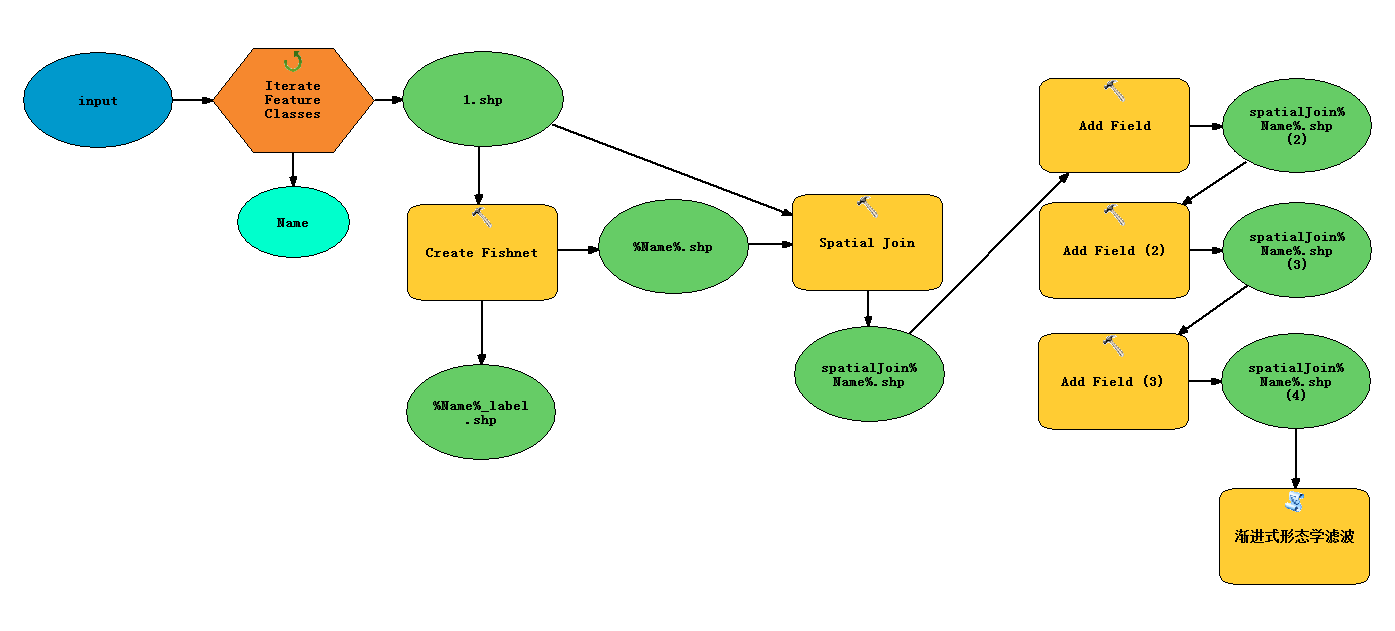 input
Iterate
Feature
Classes
Name
1.shp
Create Fishnet
%Name%.shp
%Name%_label
.shp
Spatial Join
spatialJoin%
Name%.shp
Add Field
spatialJoin%
Name%.shp
(2)
Add Field (2)
spatialJoin%
Name%.shp
(3)
Add Field (3)
spatialJoin%
Name%.shp
(4)
渐进式形态学滤波